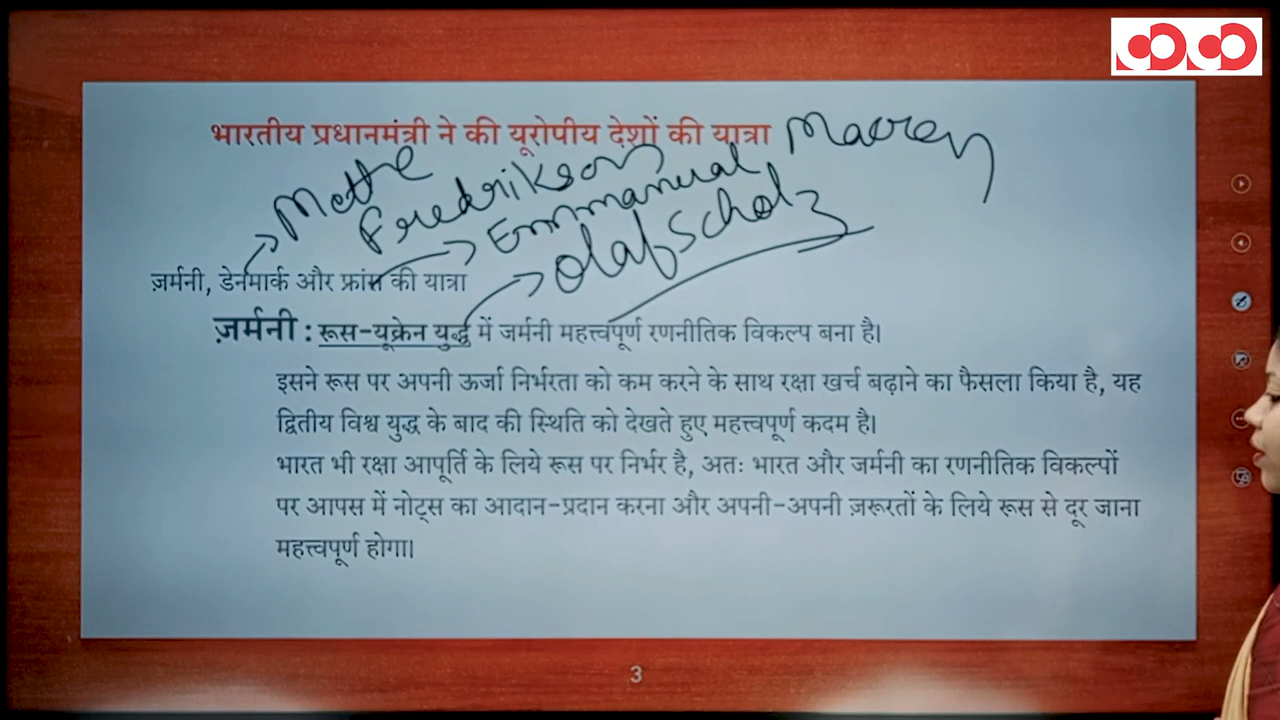 भारतीय प्रधानमंत्री ने की यूरोपीय देशों की यात्रा
Macron
Mette
Fredrikson
Emmanueal
Olaf Scholz
ज़र्मनी, डेनमार्क और फ्रांस की यात्रा
ज़र्मनी : रूस-यूक्रेन युद्ध में जर्मनी महत्त्वपूर्ण रणनीतिक विकल्प बना है।
इसने रूस पर अपनी ऊर्जा निर्भरता को कम करने के साथ रक्षा खर्च बढ़ाने का फैसला किया है, यह
द्वितीय विश्व युद्ध के बाद की स्थिति को देखते हुए महत्त्वपूर्ण कदम है।
भारत भी रक्षा आपूर्ति के लिये रूस पर निर्भर है, अतः भारत और जर्मनी का रणनीतिक विकल्पों
पर आपस में नोट्स का आदान-प्रदान करना और अपनी-अपनी ज़रूरतों के लिये रूस से दूर जाना
महत्त्वपूर्ण होगा।
3